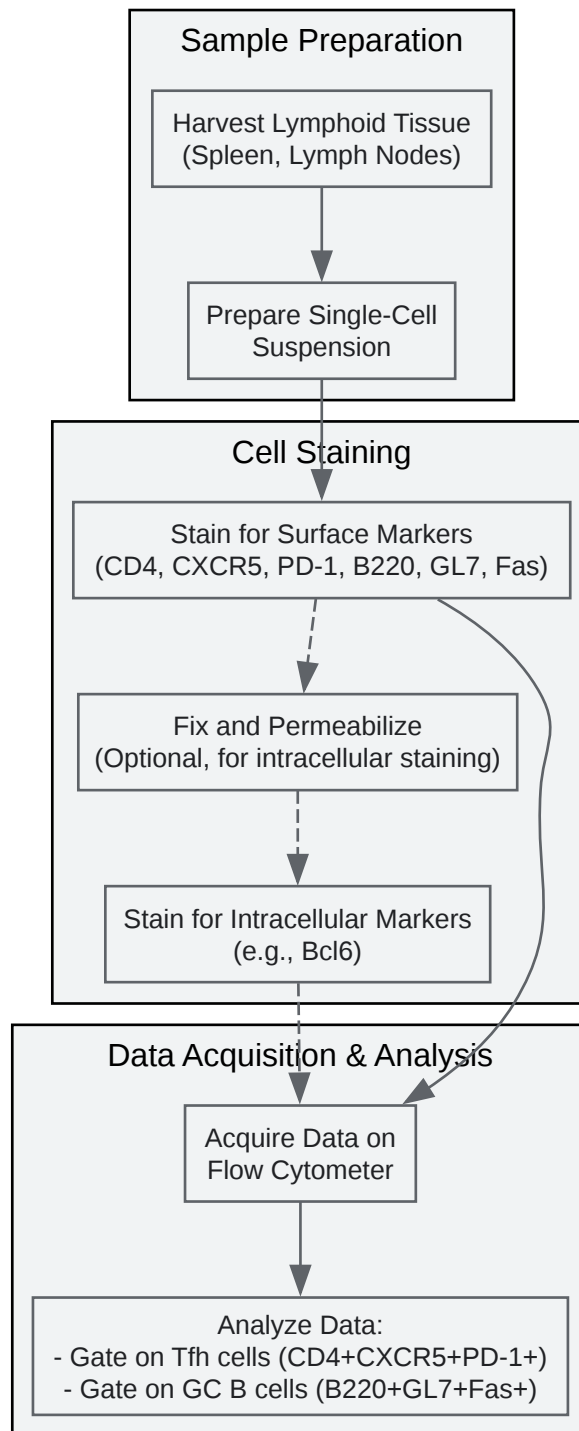 Sample Preparation
Harvest Lymphoid Tissue
(Spleen, Lymph Nodes)
Prepare Single-Cell
Suspension
Cell Staining
Stain for Surface Markers
(CD4, CXCR5, PD-1, B220, GL7, Fas)
Fix and Permeabilize
(Optional, for intracellular staining)
Stain for Intracellular Markers
(e.g., Bcl6)
Data Acquisition & Analysis
Acquire Data on
Flow Cytometer
Analyze Data:
- Gate on Tfh cells (CD4+CXCR5+PD-1+)
- Gate on GC B cells (B220+GL7+Fas+)